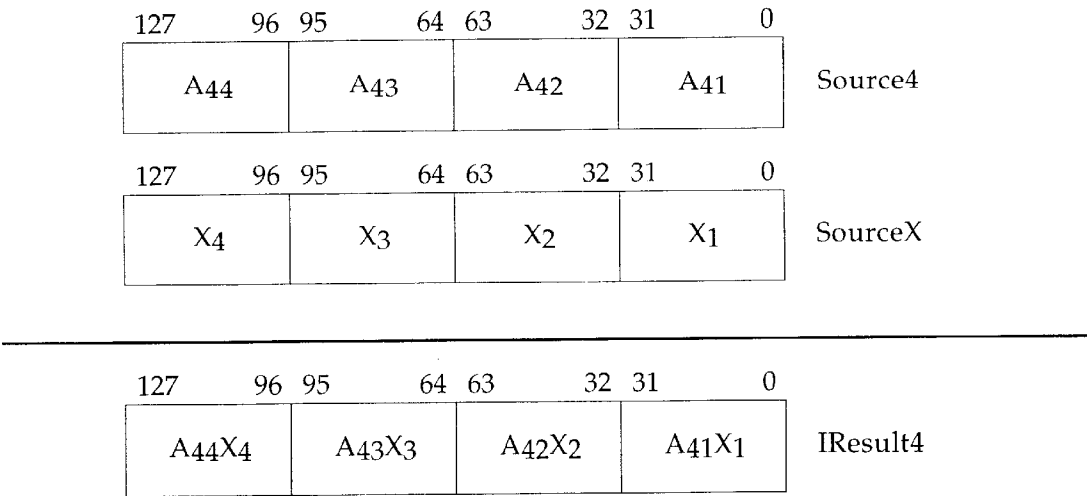 127 96 95 64 63 32 31 0
A44 A43 A42 A41 Source4
127 96 95 64 63 32 31 0
X4 X3 X2 X1 SourceX
127 96 95 64 63 32 31 0
A44X4 A43X3 A42X2 A41X1 IResult4